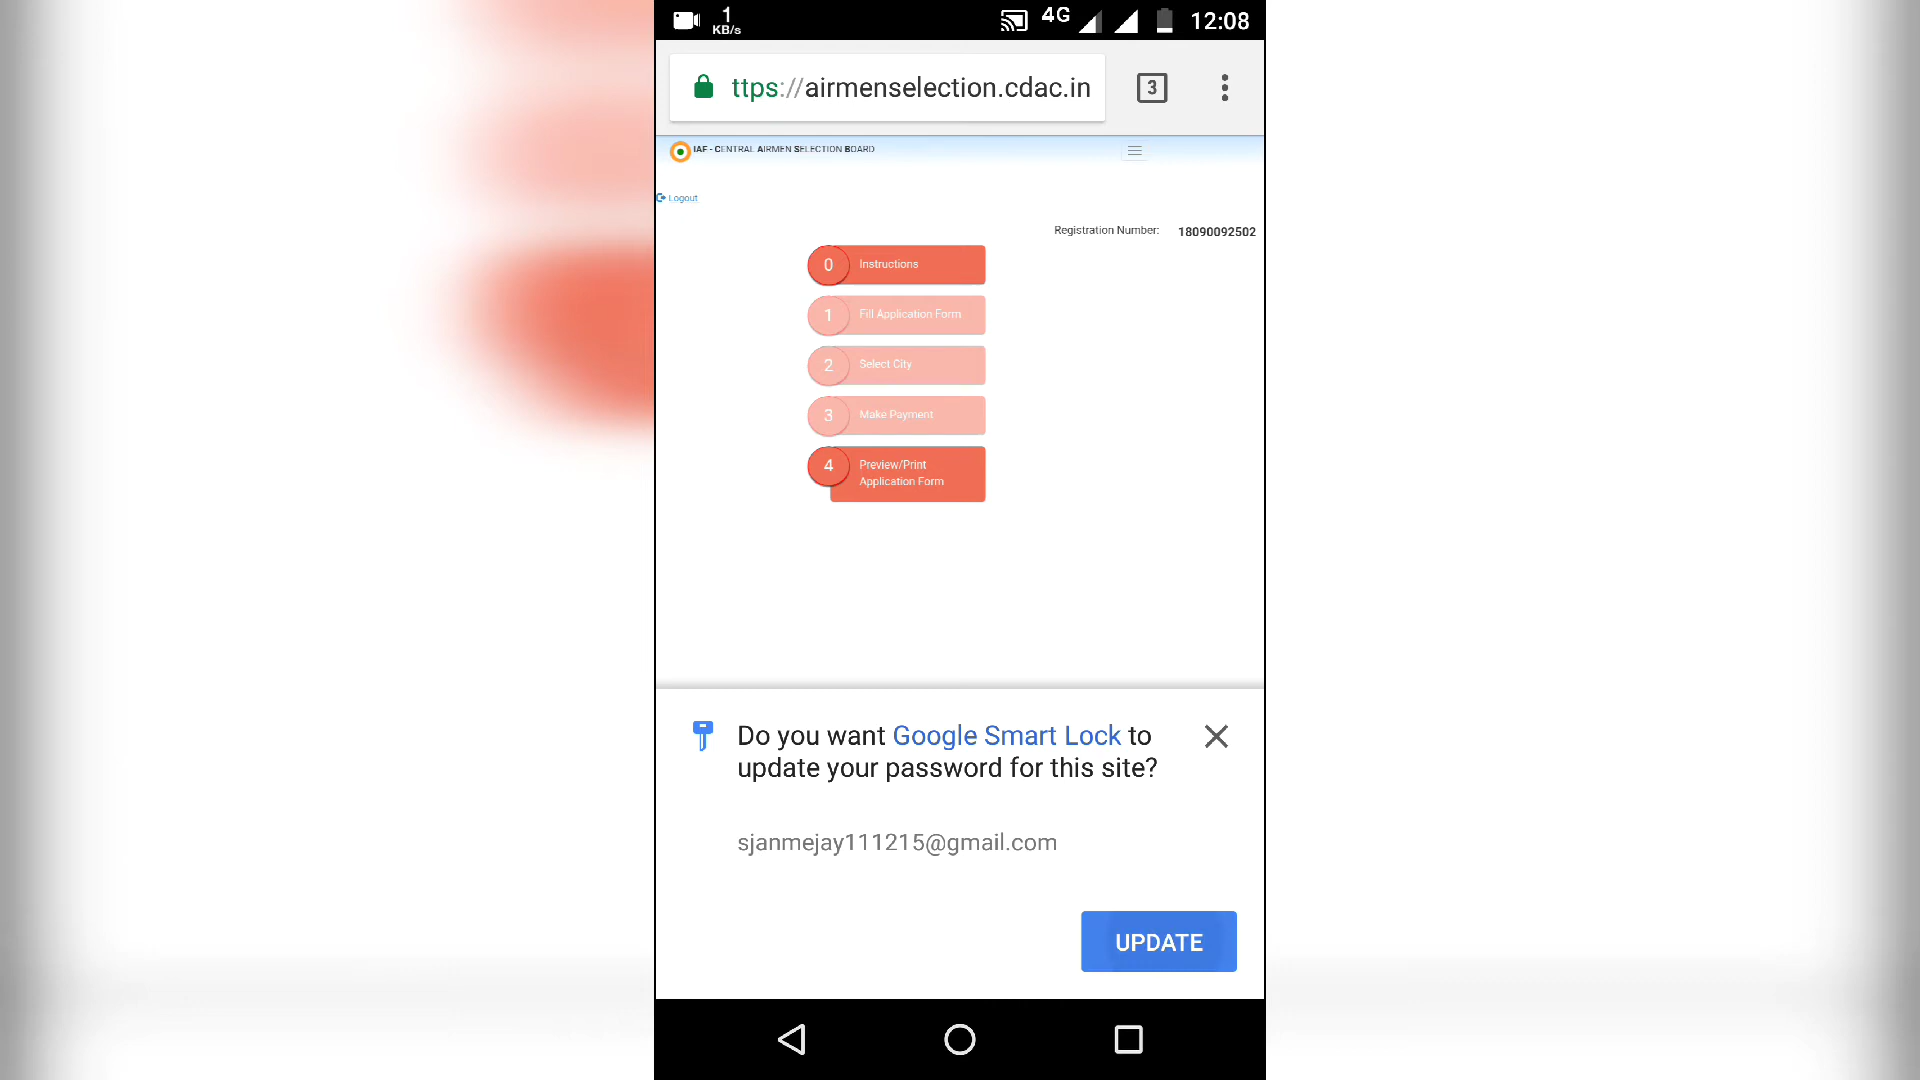 1
KB/s
4G
12:08
ttps://airmenselection.cdac.in
3
IAF - CENTRAL AIRMEN SELECTION BOARD
Logout
Registration Number: 18090092502
0 Instructions
1 Fill Application Form
2 Select City
3 Make Payment
4 Preview/Print
Application Form
Do you want Google Smart Lock to
update your password for this site?
sjanmejay111215@gmail.com
UPDATE